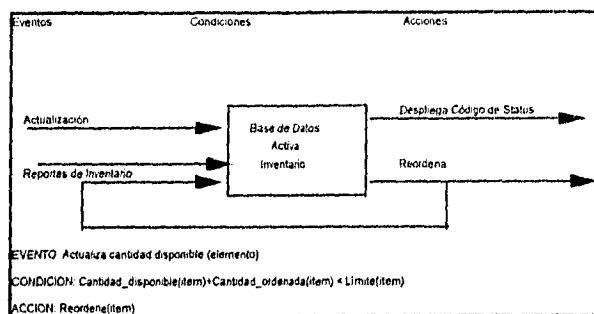 Eventos Condiciones Acciones
Despliega Código de Status
Actualización
Base de Datos
Activa
Inventario
Reportes de Inventario
Reordena
EVENTO: Actualiza cantidad disponible (elemento)
CONDICION: Cantidad_disponible(item)+Cantidad_ordenada(item) < Limite(item)
ACCION: Reordene(item)